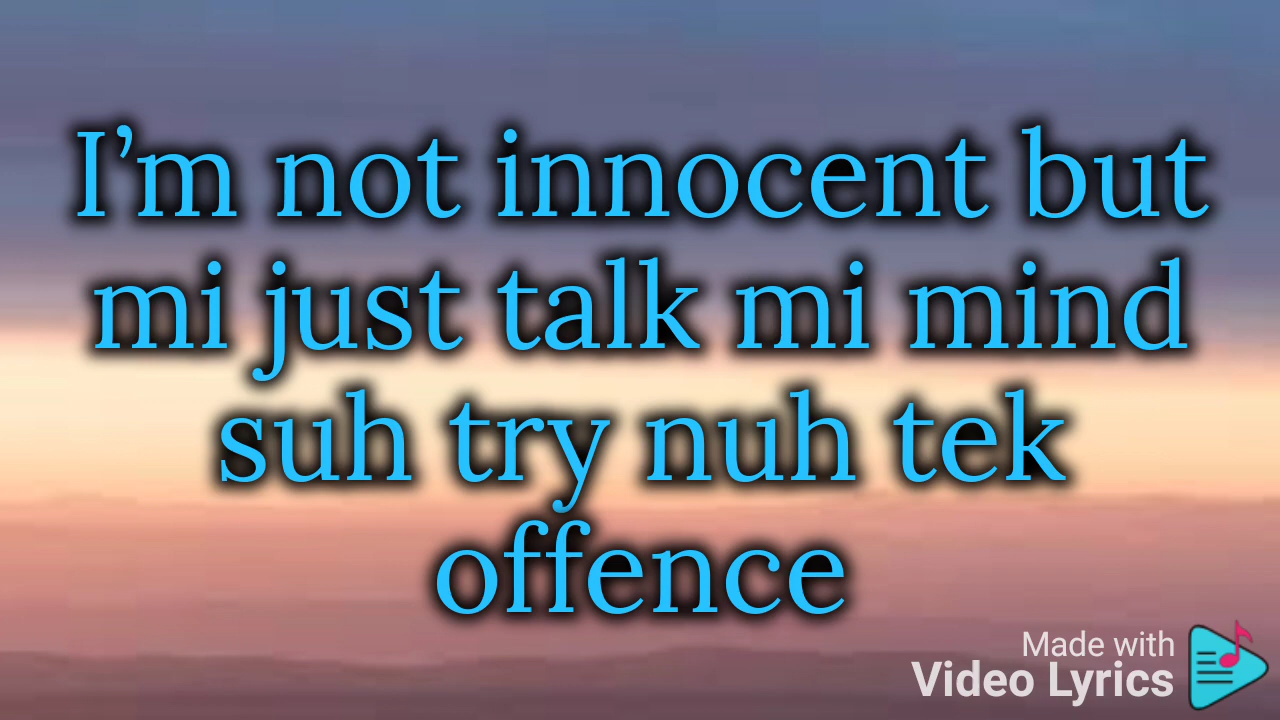 I’m not innocent but
mi just talk mi mind
suh try nuh tek
offence
Made with
Video Lyrics